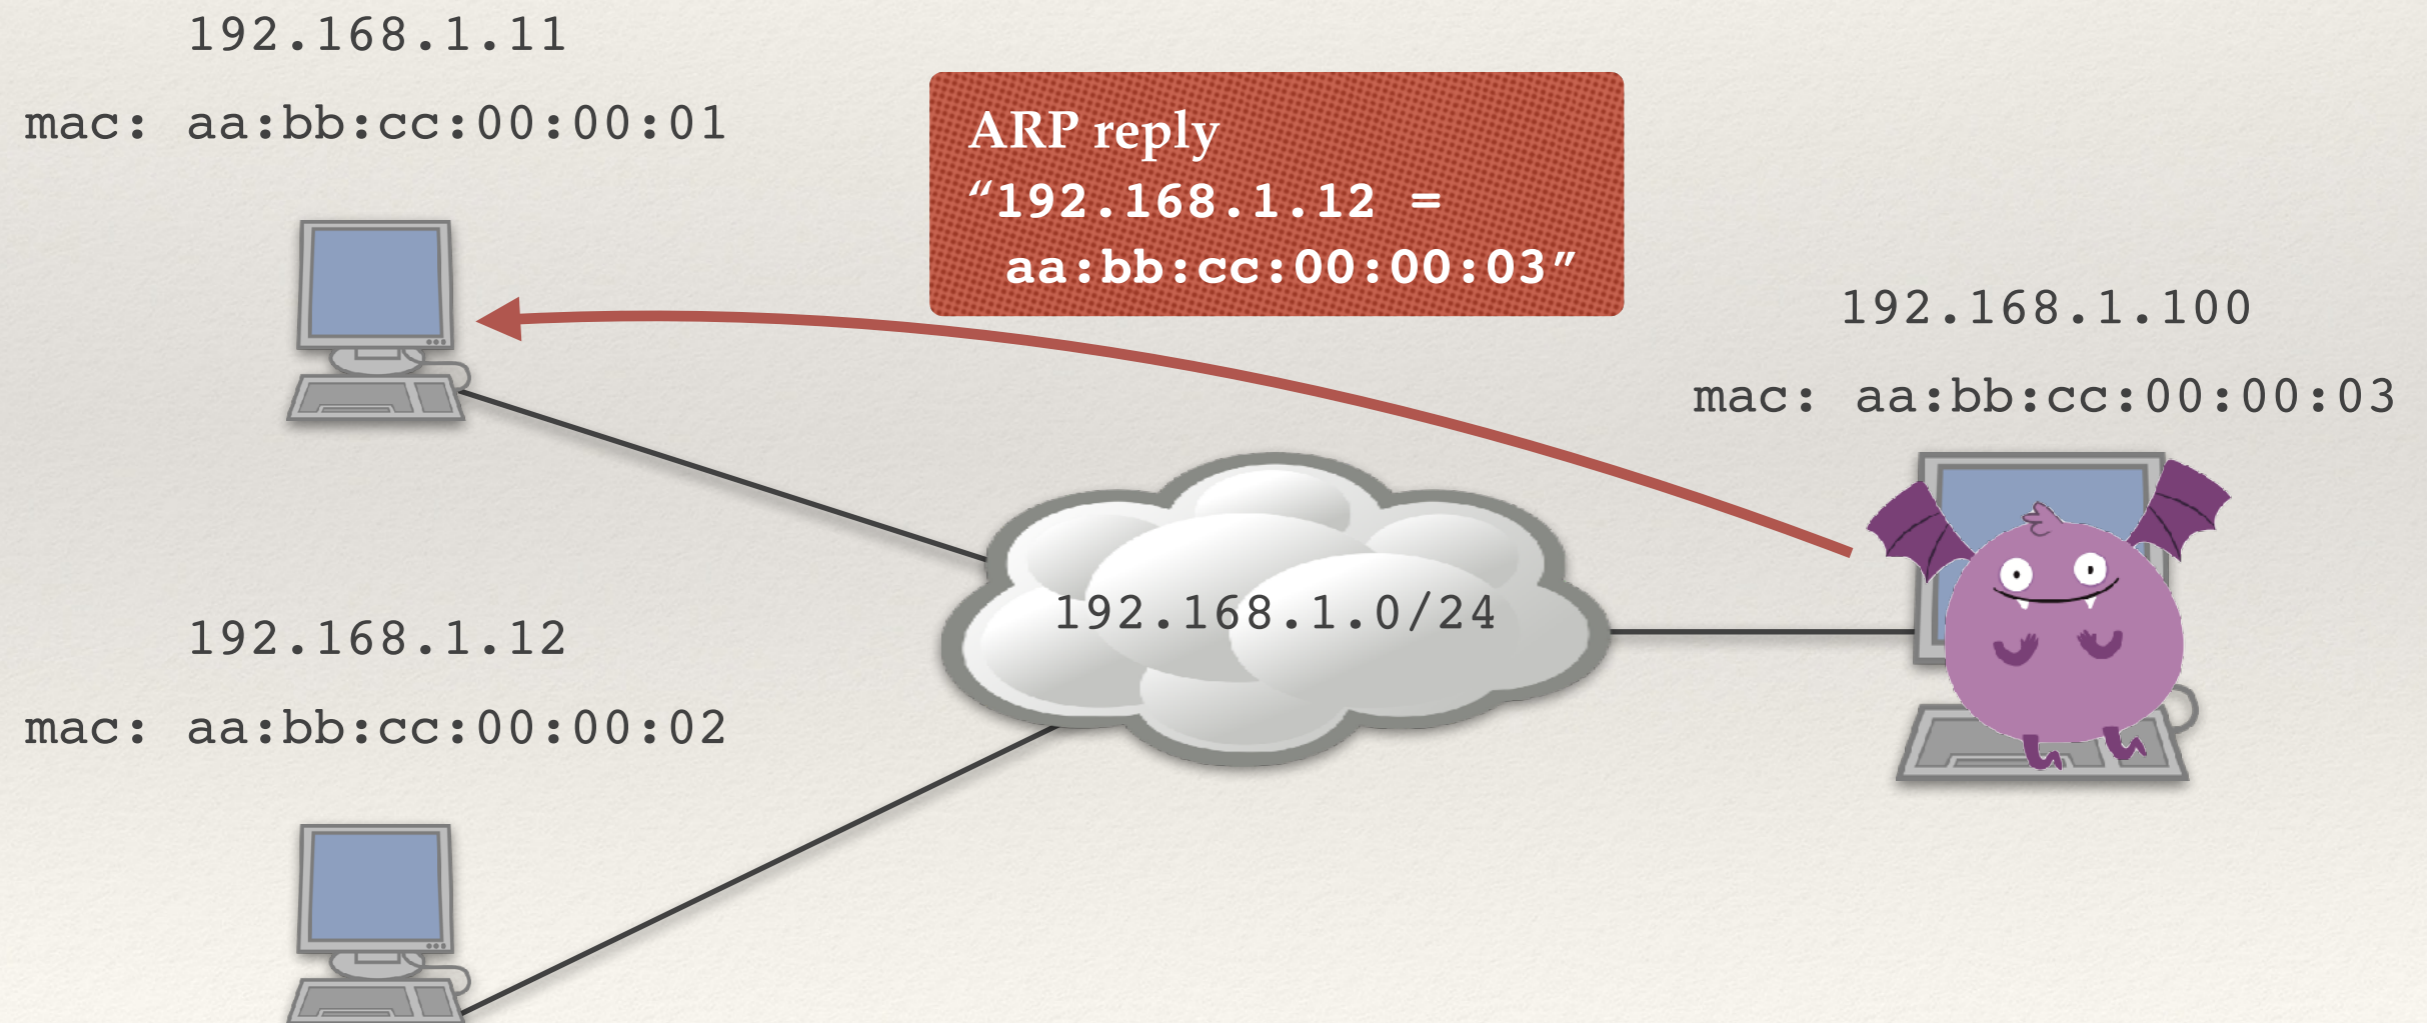 192.168.1.11
mac: aa:bb:cc:00:00:01
ARP reply
“192.168.1.12 =
aa:bb:cc:00:00:03”
192.168.1.100
mac: aa:bb:cc:00:00:03
192.168.1.0/24
192.168.1.12
mac: aa:bb:cc:00:00:02